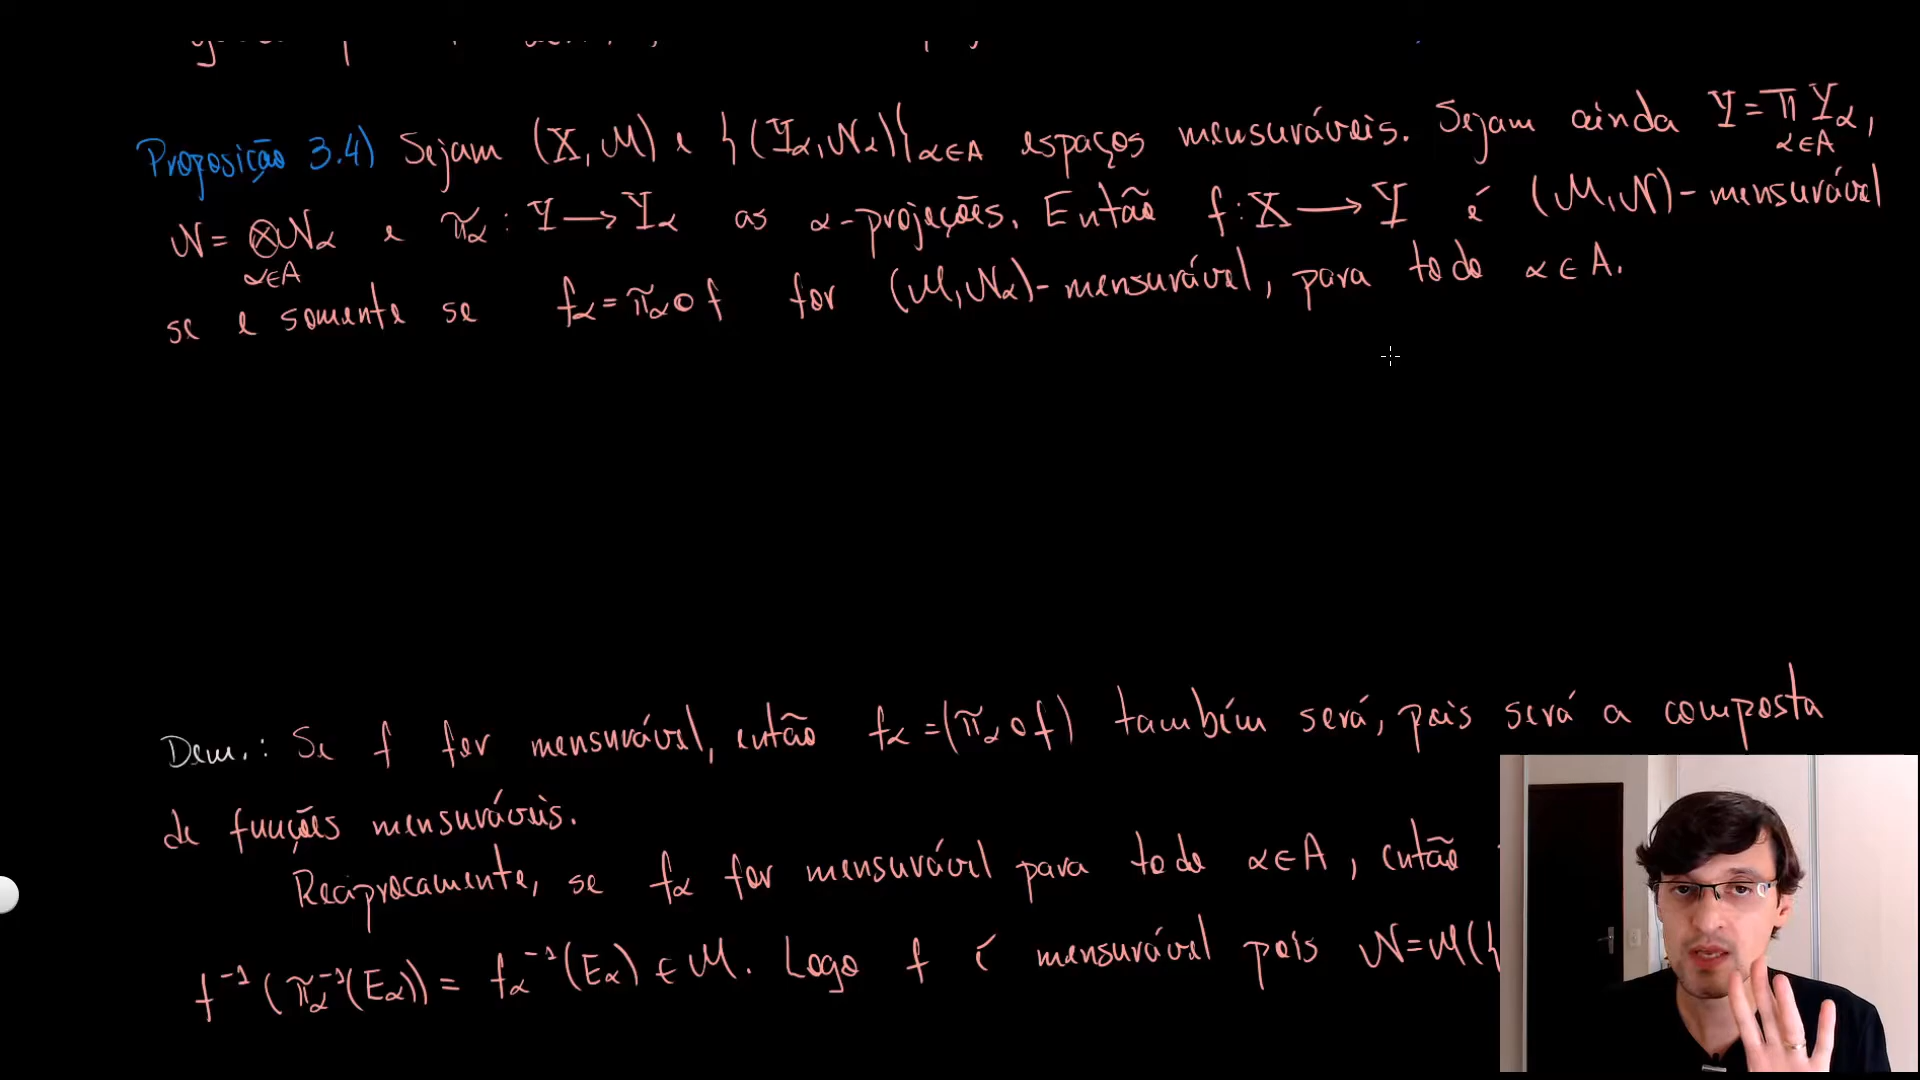 Proposição 3.4) Sejam (X, M) e {(Yα, Nα)}α∈A espaços mensuráveis. Sejam ainda Y = π Yα,
α∈A
N = ⊗Nα e πα : Y → Yα as α-projeções. Então f : X → Y é (M, N)-mensurável
α∈A
se e somente se fα = πα∘f for (M, Nα)-mensurável, para todo α ∈ A.
Dem.: Se f for mensurável, então fα = (πα∘f) também será, pois será a composta
de funções mensuráveis.
Reciprocamente, se fα for mensurável para todo α∈A, então
f⁻¹(πα⁻¹(Eα)) = fα⁻¹(Eα) ∈ M. Logo f é mensurável pois N = M({